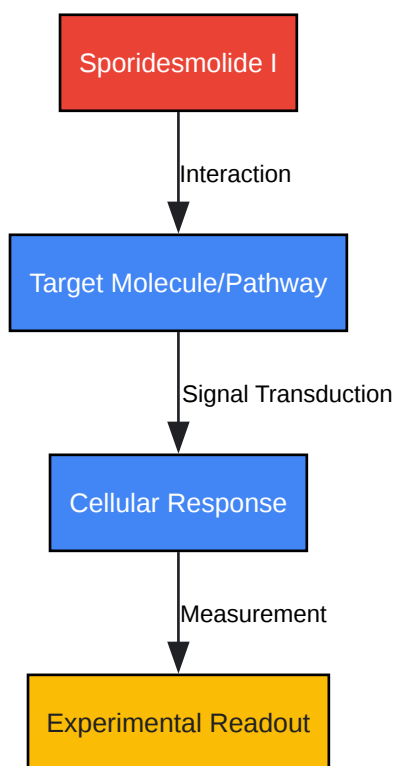 Sporidesmolide I
Interaction
Target Molecule/Pathway
Signal Transduction
Cellular Response
Measurement
Experimental Readout